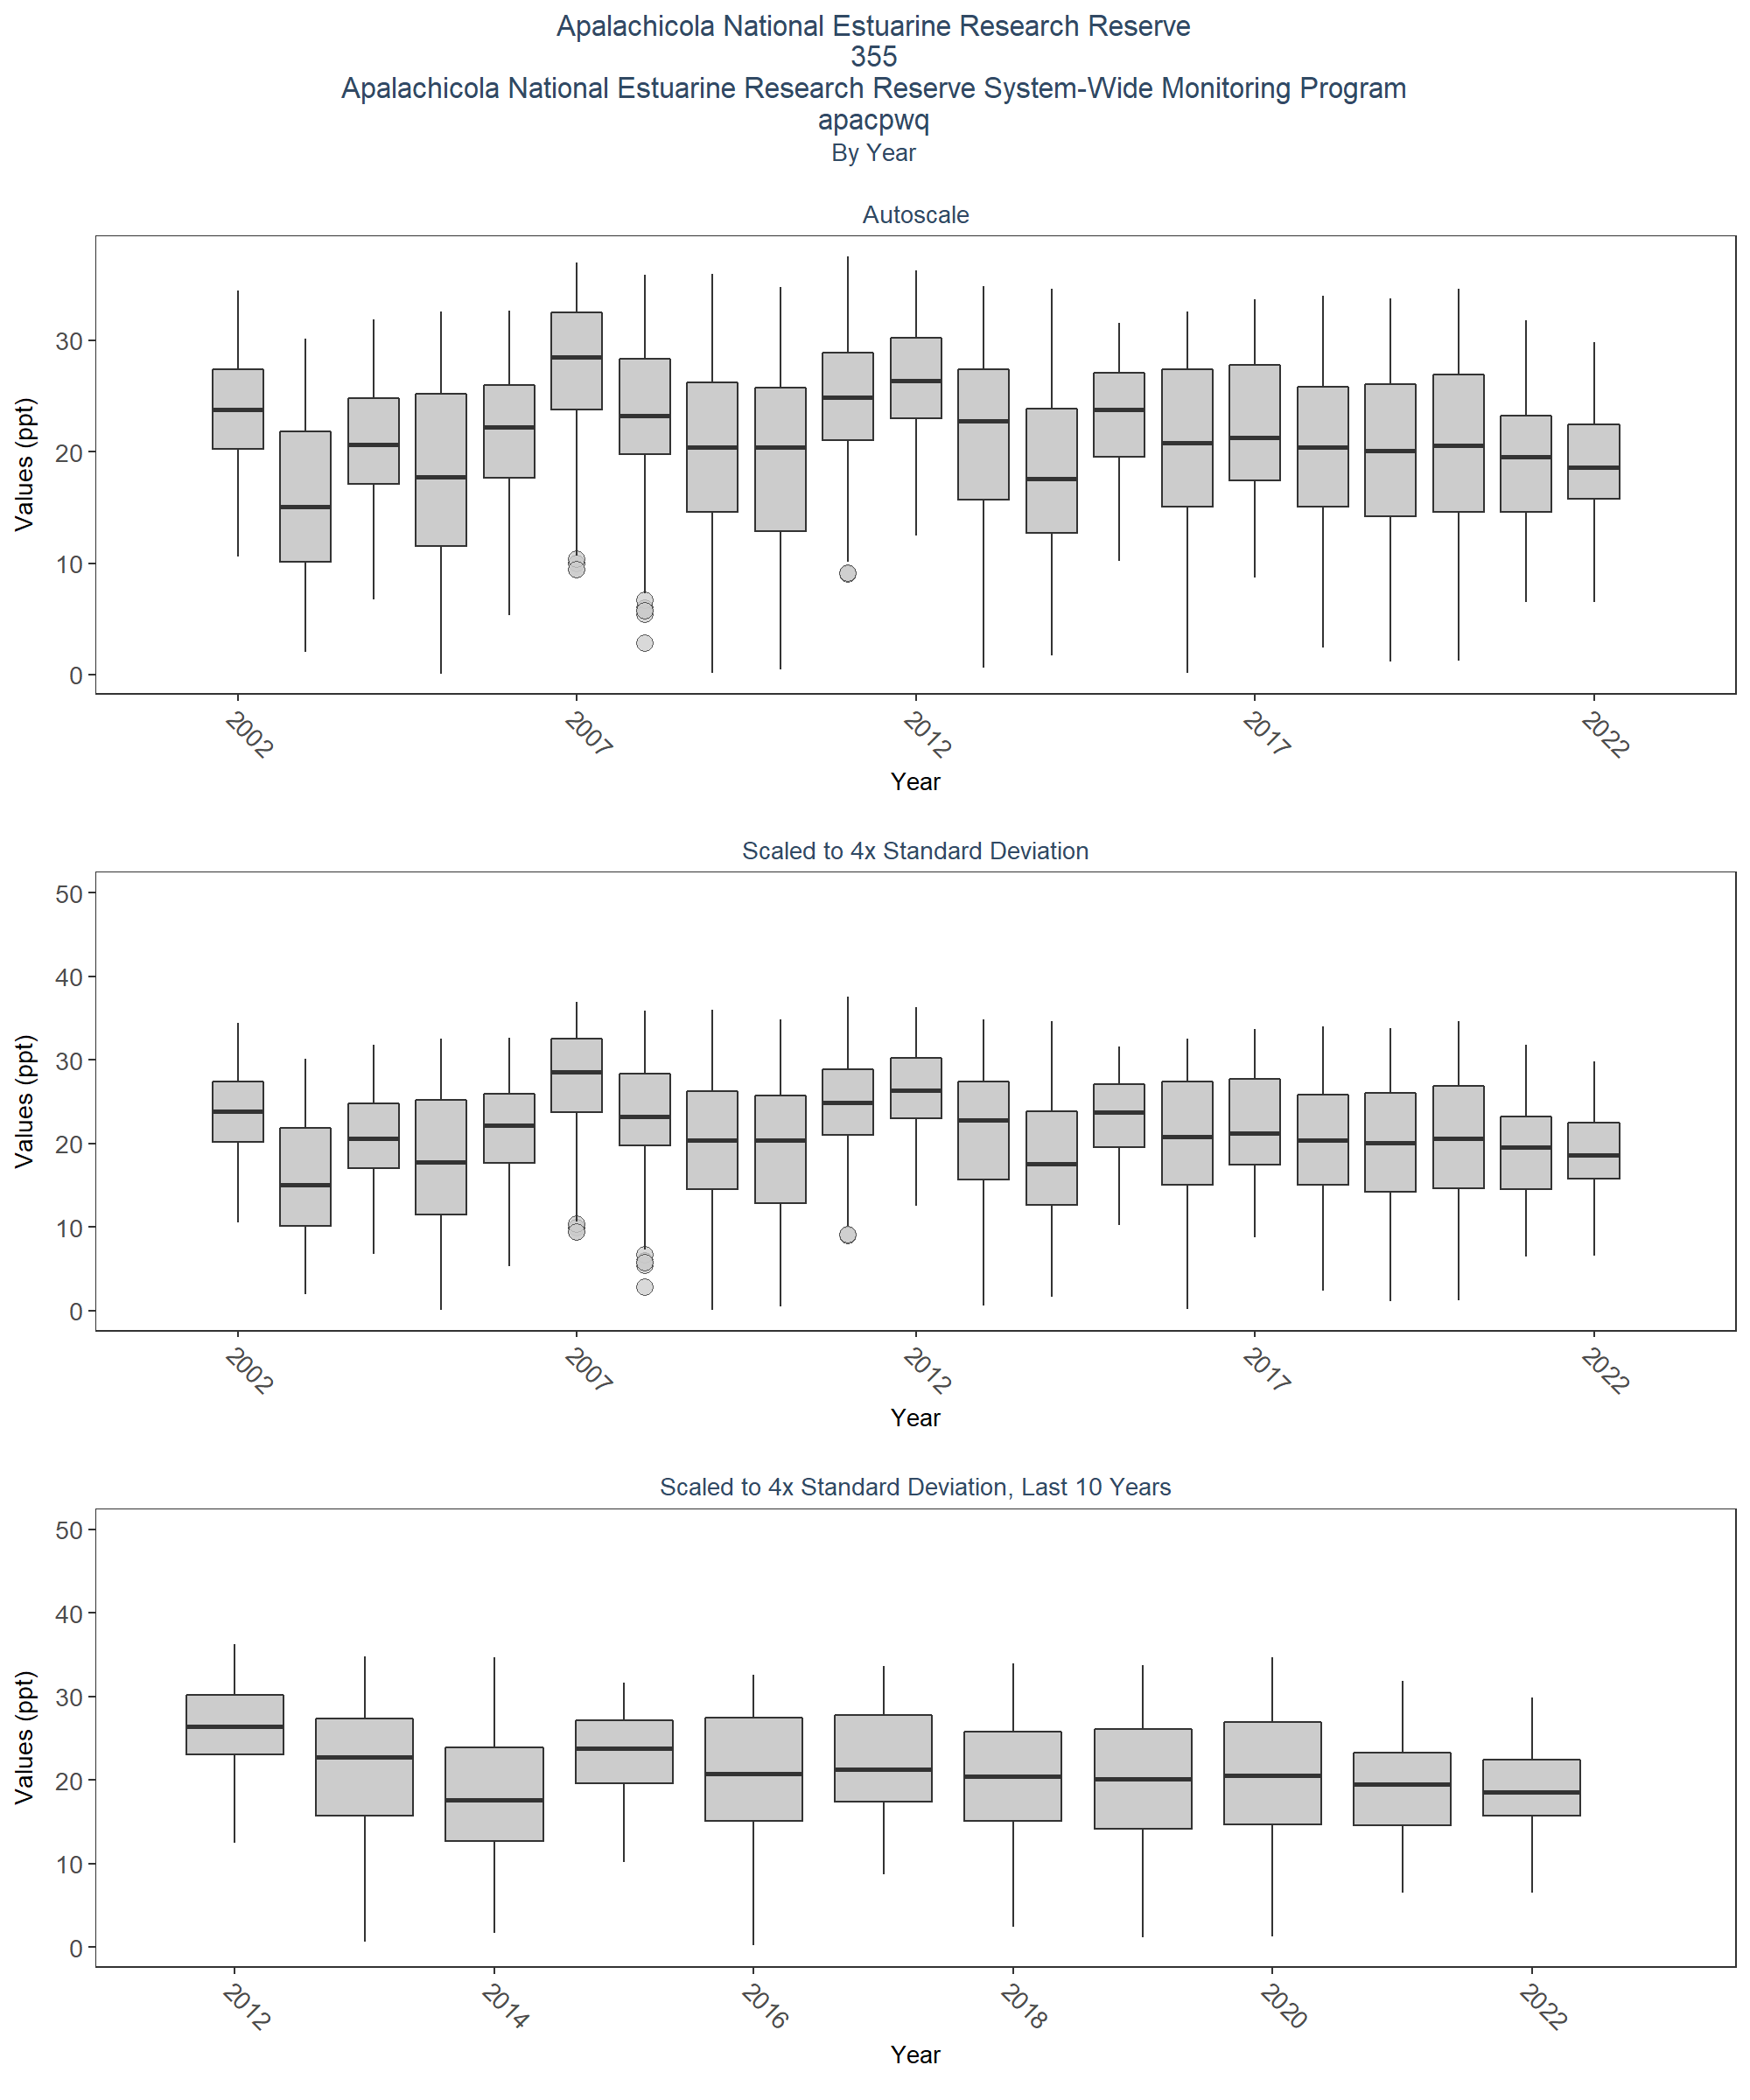 Apalachicola National Estuarine Research Reserve
355
Apalachicola National Estuarine Research Reserve System-Wide Monitoring Program
apacpwq
By Year
Autoscale
Values (ppt)
30
20
10
0
2002 2007 2012 2017 2022
Year
Scaled to 4x Standard Deviation
Values (ppt)
50
40
30
20
10
0
2002 2007 2012 2017 2022
Year
Scaled to 4x Standard Deviation, Last 10 Years
Values (ppt)
50
40
30
20
10
0
2012 2014 2016 2018 2020 2022
Year